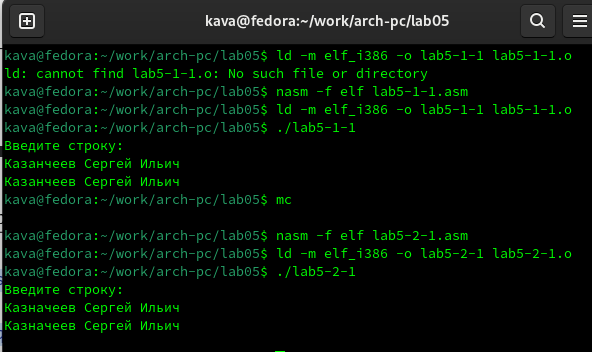 kava@fedora:~/work/arch-pc/lab05
kava@fedora:~/work/arch-pc/lab05$ ld -m elf_i386 -o lab5-1-1 lab5-1-1.o
ld: cannot find lab5-1-1.o: No such file or directory
kava@fedora:~/work/arch-pc/lab05$ nasm -f elf lab5-1-1.asm
kava@fedora:~/work/arch-pc/lab05$ ld -m elf_i386 -o lab5-1-1 lab5-1-1.o
kava@fedora:~/work/arch-pc/lab05$ ./lab5-1-1
Введите строку:
Казанчеев Сергей Ильич
Казанчеев Сергей Ильич
kava@fedora:~/work/arch-pc/lab05$ mc
kava@fedora:~/work/arch-pc/lab05$ nasm -f elf lab5-2-1.asm
kava@fedora:~/work/arch-pc/lab05$ ld -m elf_i386 -o lab5-2-1 lab5-2-1.o
kava@fedora:~/work/arch-pc/lab05$ ./lab5-2-1
Введите строку:
Казначеев Сергей Ильич
Казначеев Сергей Ильич